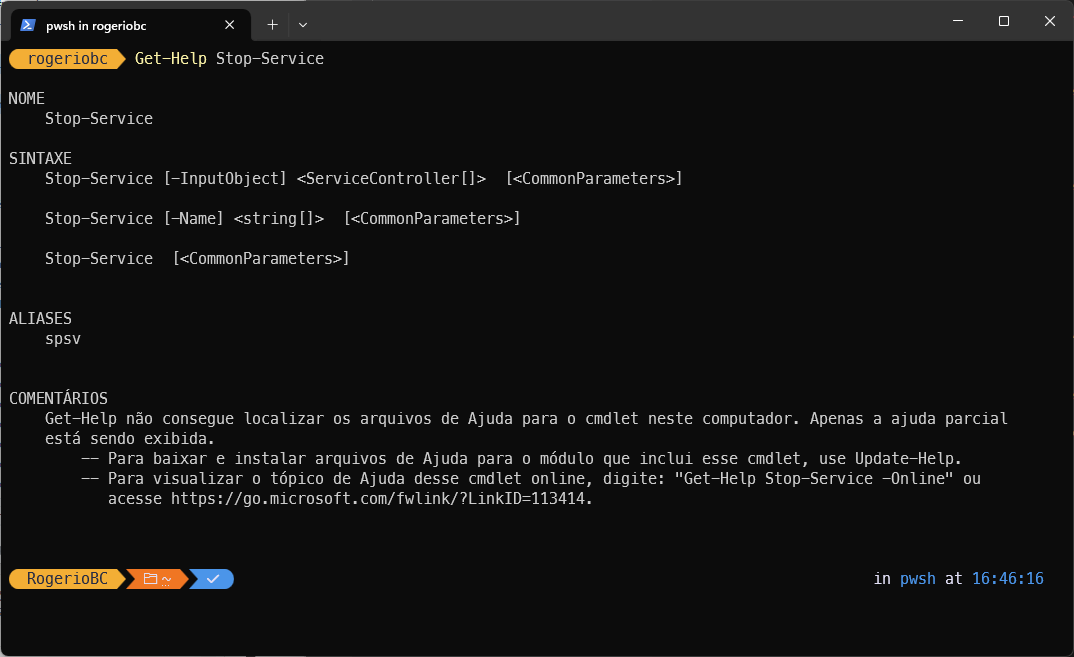 pwsh in rogeriobc
rogeriobc Get-Help Stop-Service
NOME
Stop-Service
SINTAXE
Stop-Service [-InputObject] <ServiceController[]> [<CommonParameters>]
Stop-Service [-Name] <string[]> [<CommonParameters>]
Stop-Service [<CommonParameters>]
ALIASES
spsv
COMENTÁRIOS
Get-Help não consegue localizar os arquivos de Ajuda para o cmdlet neste computador. Apenas a ajuda parcial
está sendo exibida.
-- Para baixar e instalar arquivos de Ajuda para o módulo que inclui esse cmdlet, use Update-Help.
-- Para visualizar o tópico de Ajuda desse cmdlet online, digite: "Get-Help Stop-Service -Online" ou
acesse https://go.microsoft.com/fwlink/?LinkID=113414.
RogerioBC ~ in pwsh at 16:46:16